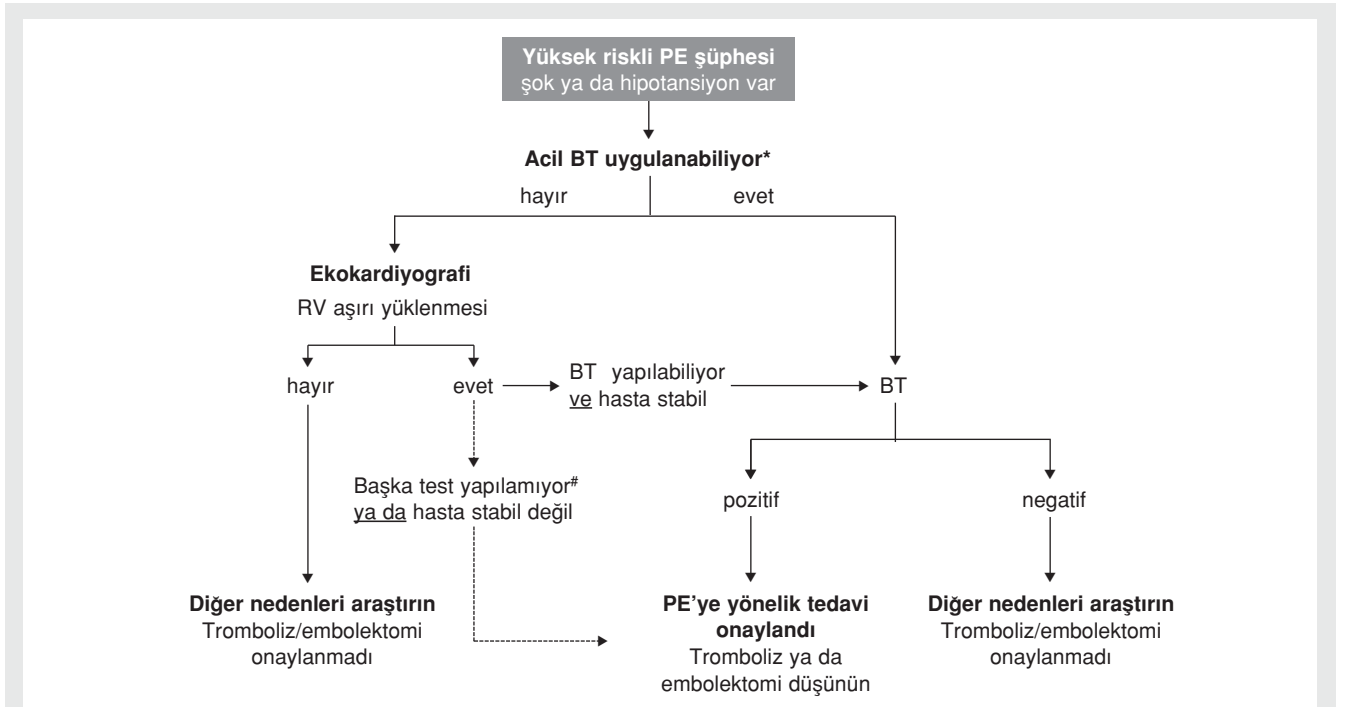 Yüksek riskli PE şüphesi
şok ya da hipotansiyon var
Acil BT uygulanabiliyor*
hayır
evet
Ekokardiyografi
RV aşırı yüklenmesi
hayır
evet
BT yapılabiliyor
ve hasta stabil
BT
Başka test yapılamıyor#
ya da hasta stabil değil
pozitif
negatif
Diğer nedenleri araştırın
Tromboliz/embolektomi
onaylanmadı
PE’ye yönelik tedavi
onaylandı
Tromboliz ya da
embolektomi düşünün
Diğer nedenleri araştırın
Tromboliz/embolektomi
onaylanmadı